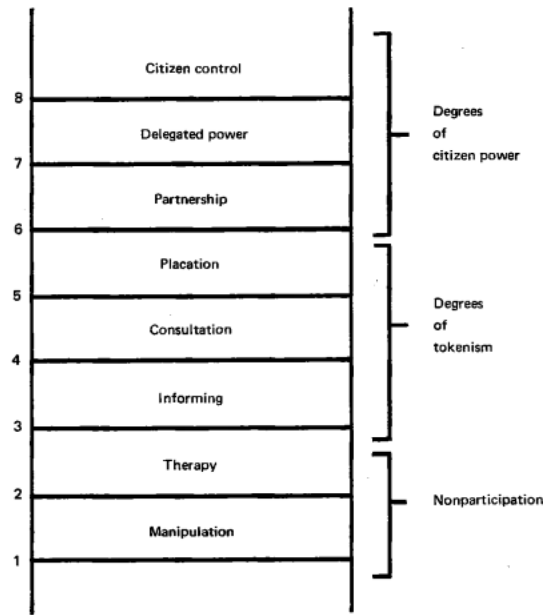 Citizen control
8
Delegated power
7
Partnership
6
Placation
5
Consultation
4
Informing
3
Therapy
2
Manipulation
1
Degrees
of
citizen power
Degrees
of
tokenism
Nonparticipation